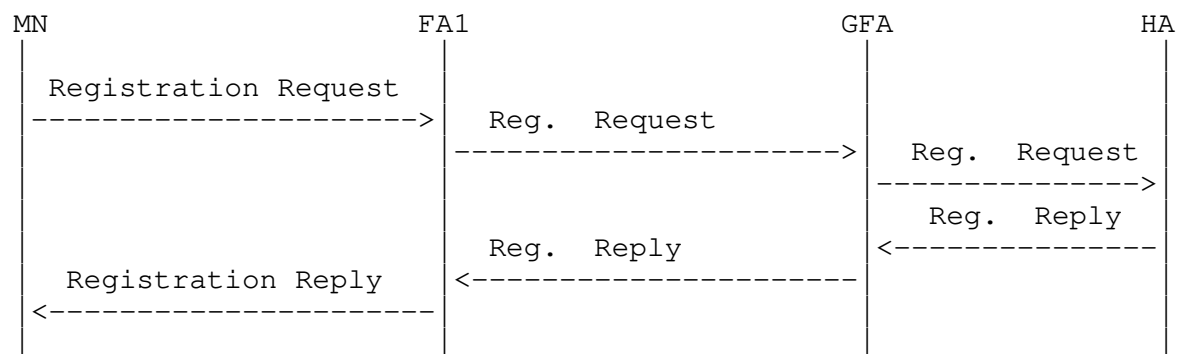 MN FA1 GFA HA
Registration Request
Reg. Request
Reg. Request
Reg. Reply
Reg. Reply
Registration Reply